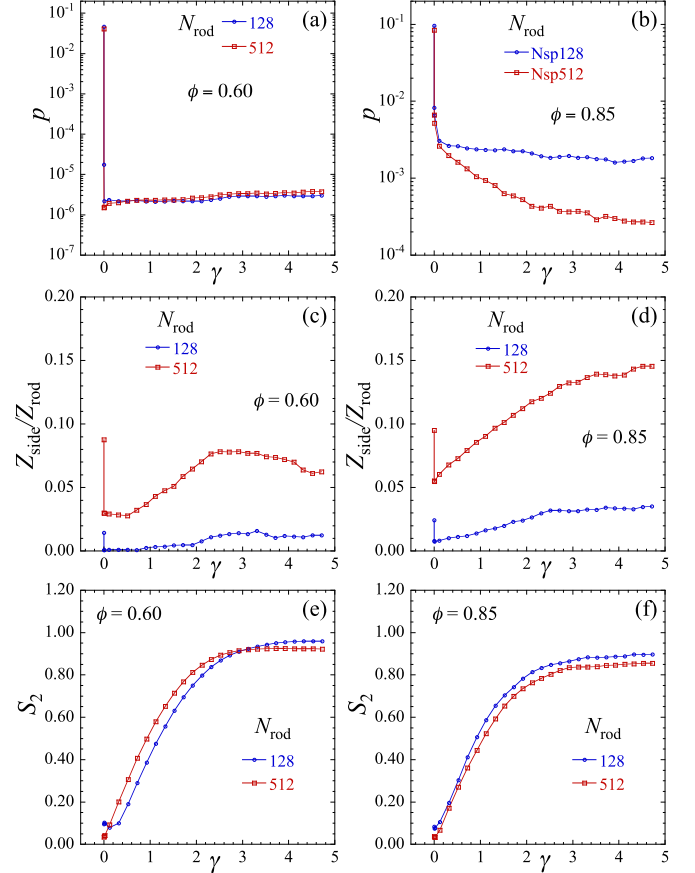 10⁻¹
10⁻²
10⁻³
10⁻⁴
10⁻⁵
10⁻⁶
10⁻⁷
p
N_rod
128
512
(a)
ϕ = 0.60
0 1 2 3 4 5
γ
10⁻¹
10⁻²
10⁻³
10⁻⁴
p
N_rod
Nsp128
Nsp512
(b)
ϕ = 0.85
0 1 2 3 4 5
γ
0.20
0.15
0.10
0.05
0.00
Z_side/Z_rod
N_rod
128
512
(c)
ϕ = 0.60
0 1 2 3 4 5
γ
0.20
0.15
0.10
0.05
0.00
Z_side/Z_rod
N_rod
128
512
(d)
ϕ = 0.85
0 1 2 3 4 5
γ
1.20
1.00
0.80
0.60
0.40
0.20
0.00
S₂
ϕ = 0.60
(e)
N_rod
128
512
0 1 2 3 4 5
γ
1.20
1.00
0.80
0.60
0.40
0.20
0.00
S₂
ϕ = 0.85
(f)
N_rod
128
512
0 1 2 3 4 5
γ